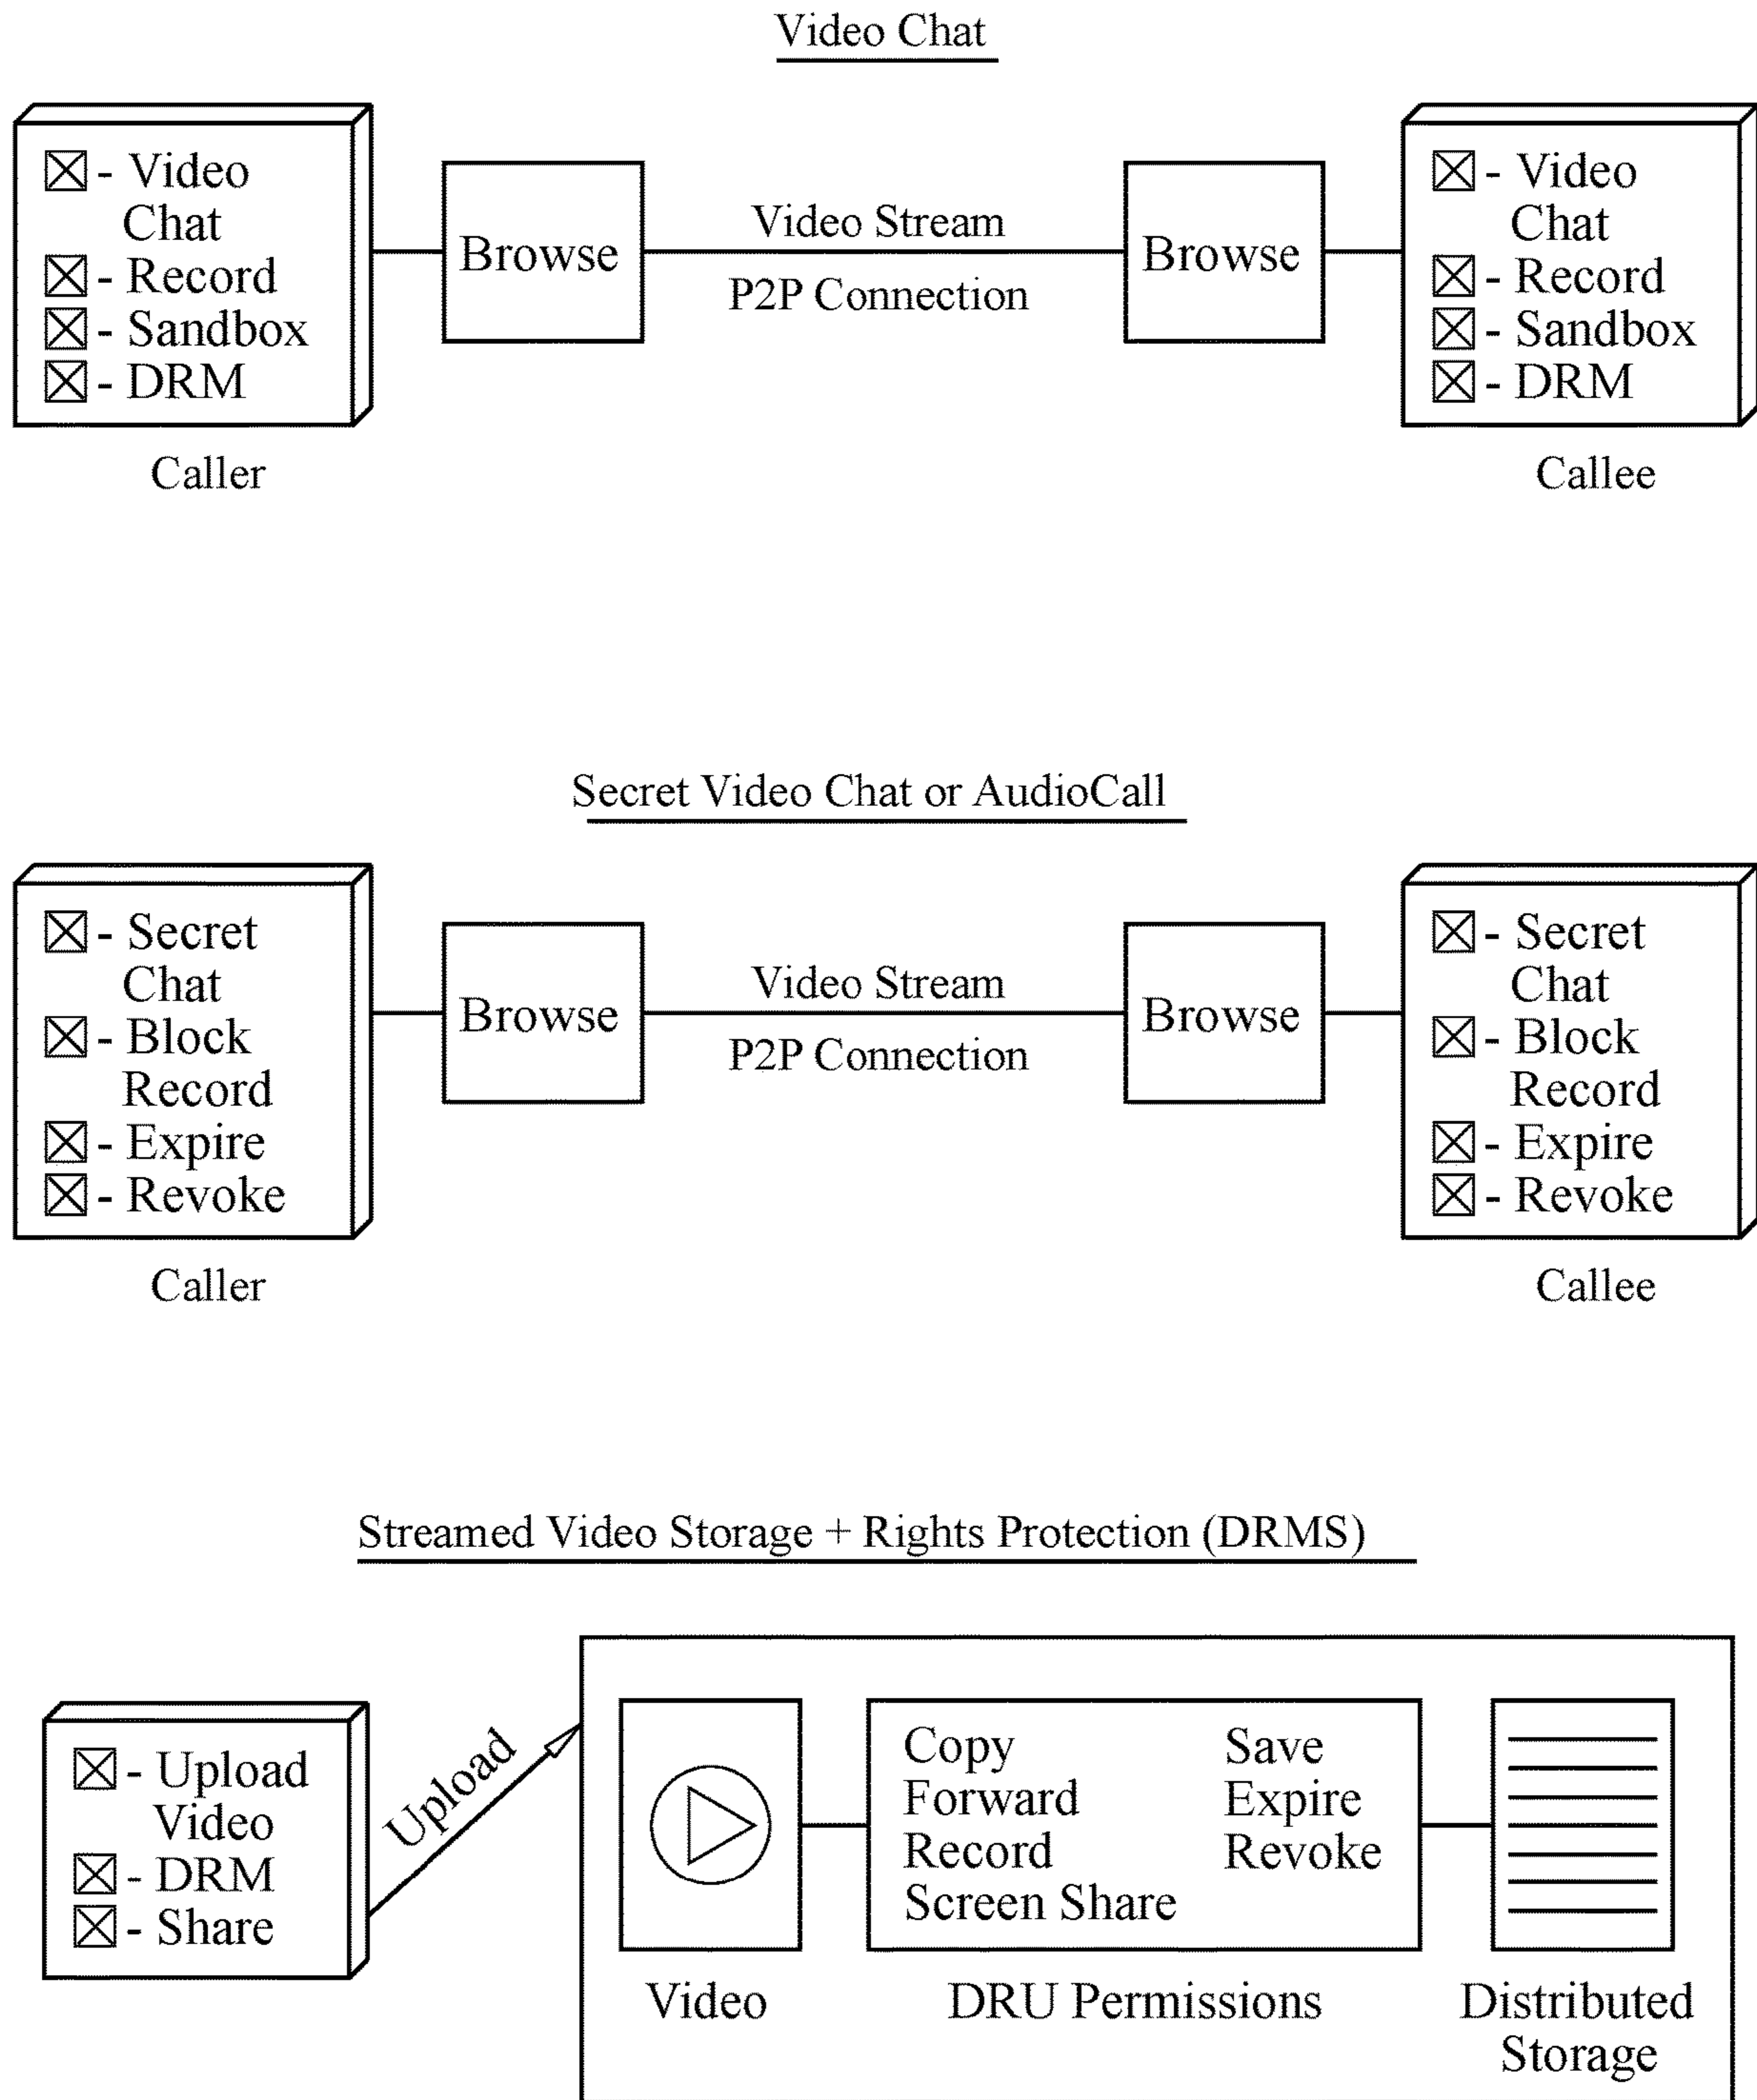 Video Chat
☒ - Video
Chat
☒ - Record
☒ - Sandbox
☒ - DRM
Caller
Browse
Video Stream
P2P Connection
Browse
☒ - Video
Chat
☒ - Record
☒ - Sandbox
☒ - DRM
Callee
Secret Video Chat or AudioCall
☒ - Secret
Chat
☒ - Block
Record
☒ - Expire
☒ - Revoke
Caller
Browse
Video Stream
P2P Connection
Browse
☒ - Secret
Chat
☒ - Block
Record
☒ - Expire
☒ - Revoke
Callee
Streamed Video Storage + Rights Protection (DRMS)
☒ - Upload
Video
☒ - DRM
☒ - Share
Upload
Video
Copy
Forward
Record
Screen Share
Save
Expire
Revoke
DRU Permissions
Distributed
Storage